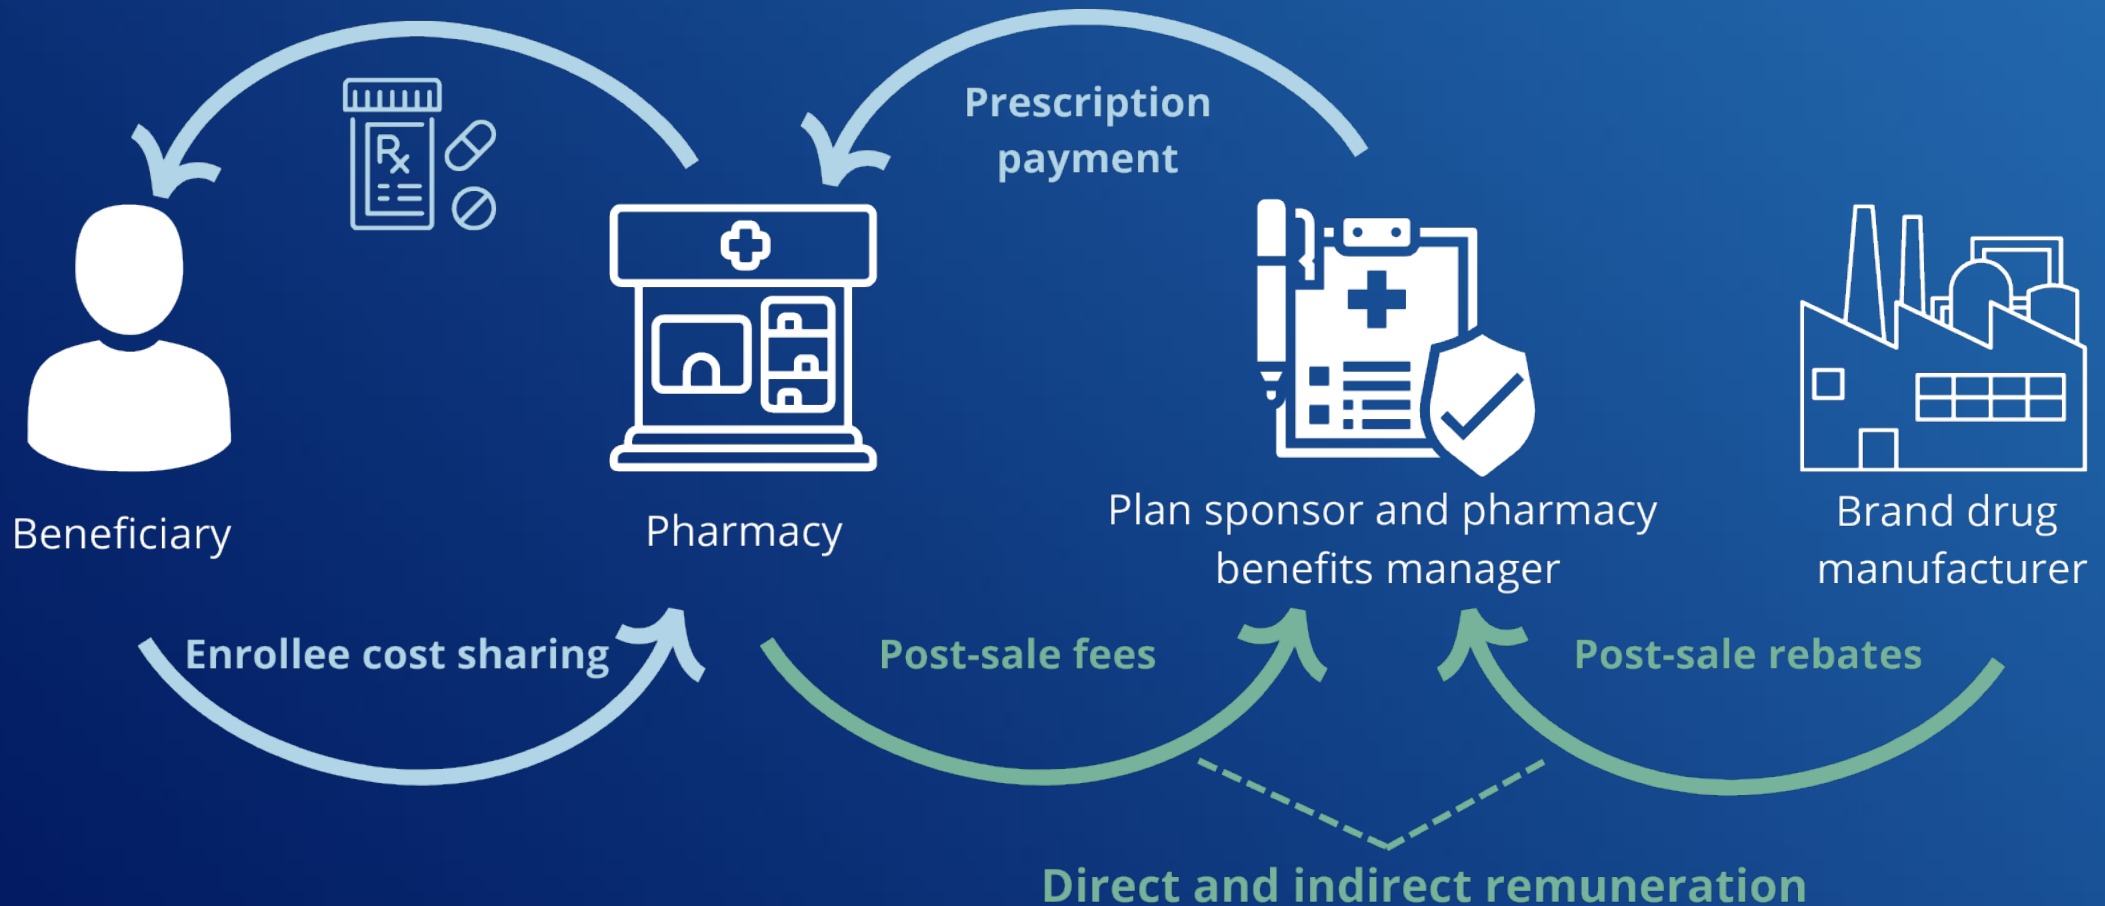 Prescription
payment
Rx
Beneficiary
Pharmacy
Plan sponsor and pharmacy
benefits manager
Brand drug
manufacturer
Enrollee cost sharing
Post-sale fees
Post-sale rebates
Direct and indirect remuneration